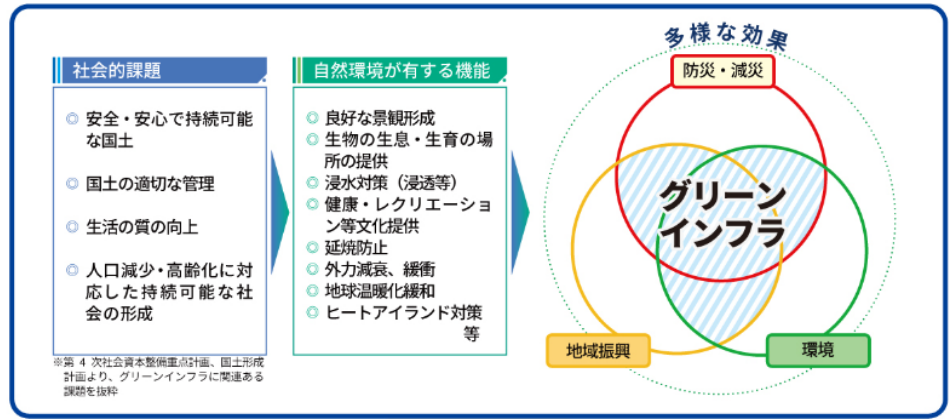 社会的課題
◎ 安全・安心で持続可能
な国土
◎ 国土の適切な管理
◎ 生活の質の向上
◎ 人口減少・高齢化に対
応した持続可能な社
会の形成
※第 4 次社会資本整備重点計画、国土形成
計画より、グリーンインフラに関連ある
課題を抜粋
自然環境が有する機能
◎ 良好な景観形成
◎ 生物の生息・生育の場
所の提供
◎ 浸水対策（浸透等）
◎ 健康・レクリエーショ
ン等文化提供
◎ 延焼防止
◎ 外力減衰、緩衝
◎ 地球温暖化緩和
◎ ヒートアイランド対策
等
多様な効果
防災・減災
グリーン
インフラ
地域振興
環境